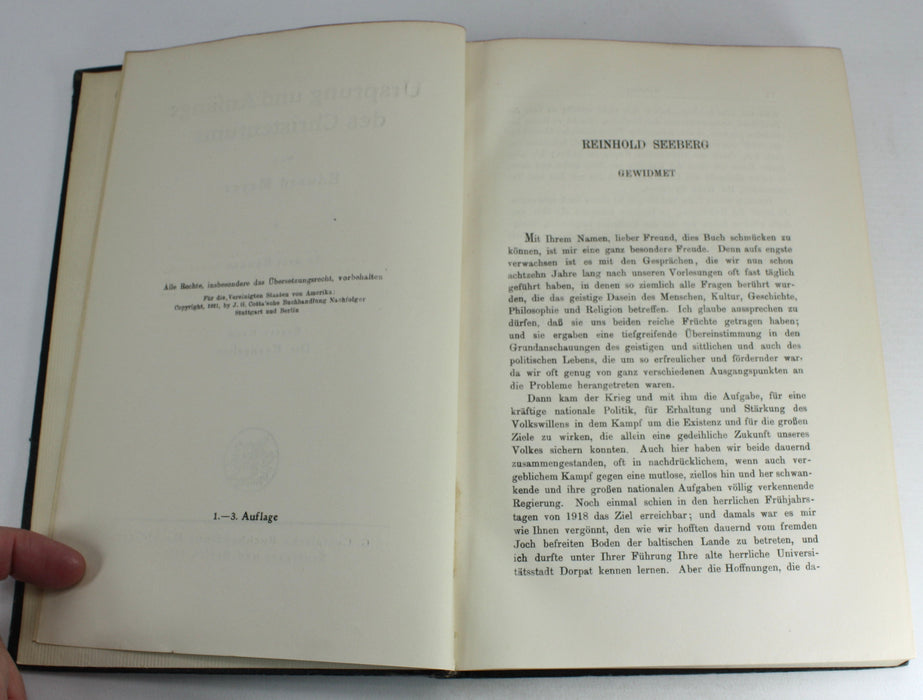 Alle Rechte, insbesondere das Übersetzungsrecht, vorbehalten
Für die Vereinigten Staaten von Amerika:
Copyright, 1921, by J. G. Cotta'sche Buchhandlung Nachfolger
Stuttgart und Berlin
1.—3. Auflage
REINHOLD SEEBERG
GEWIDMET
Mit Ihrem Namen, lieber Freund, dies Buch schmücken zu
können, ist mir eine ganz besondere Freude. Denn aufs engste
verwachsen ist es mit den Gesprächen, die wir nun schon
achtzehn Jahre lang nach unseren Vorlesungen oft fast täglich
geführt haben, in denen so ziemlich alle Fragen berührt wur-
den, die das geistige Dasein des Menschen, Kultur, Geschichte,
Philosophie und Religion betreffen. Ich glaube aussprechen zu
dürfen, daß sie uns beiden reiche Früchte getragen haben;
und sie ergaben eine tiefgreifende Übereinstimmung in den
Grundanschauungen des geistigen und sittlichen und auch des
politischen Lebens, die um so erfreulicher und fördernder war,
da wir oft genug von ganz verschiedenen Ausgangspunkten an
die Probleme herangetreten waren.
Dann kam der Krieg und mit ihm die Aufgabe, für eine
kräftige nationale Politik, für Erhaltung und Stärkung des
Volkswillens in dem Kampf um die Existenz und für die großen
Ziele zu wirken, die allein eine gedeihliche Zukunft unseres
Volkes sichern konnten. Auch hier haben wir beide dauernd
zusammengestanden, oft in nachdrücklichem, wenn auch ver-
geblichem Kampf gegen eine mutlose, ziellos hin und her schwan-
kende und ihre großen nationalen Aufgaben völlig verkennende
Regierung. Noch einmal schien in den herrlichen Frühjahrs-
tagen von 1918 das Ziel erreichbar; und damals war es mir
wie Ihnen vergönnt, den wie wir hofften dauernd vom fremden
Joch befreiten Boden der baltischen Lande zu betreten, und
ich durfte unter Ihrer Führung Ihre alte herrliche Universi-
tätsstadt Dorpat kennen lernen. Aber die Hoffnungen, die da-